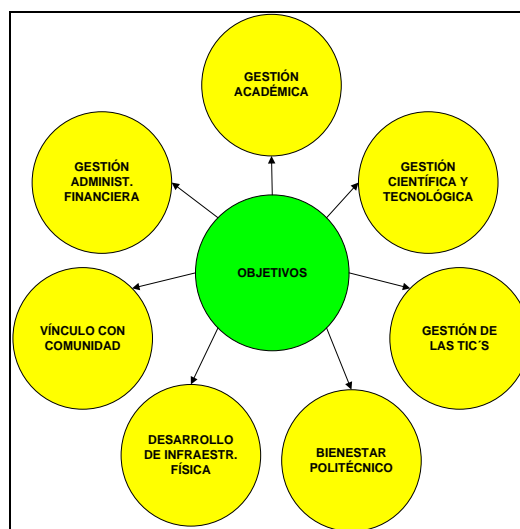 GESTIÓN
ACADÉMICA
GESTIÓN
ADMINIST.
FINANCIERA
GESTIÓN
CIENTÍFICA Y
TECNOLÓGICA
OBJETIVOS
VÍNCULO CON
COMUNIDAD
GESTIÓN DE
LAS TIC´S
DESARROLLO
DE INFRAESTR.
FÍSICA
BIENESTAR
POLITÉCNICO